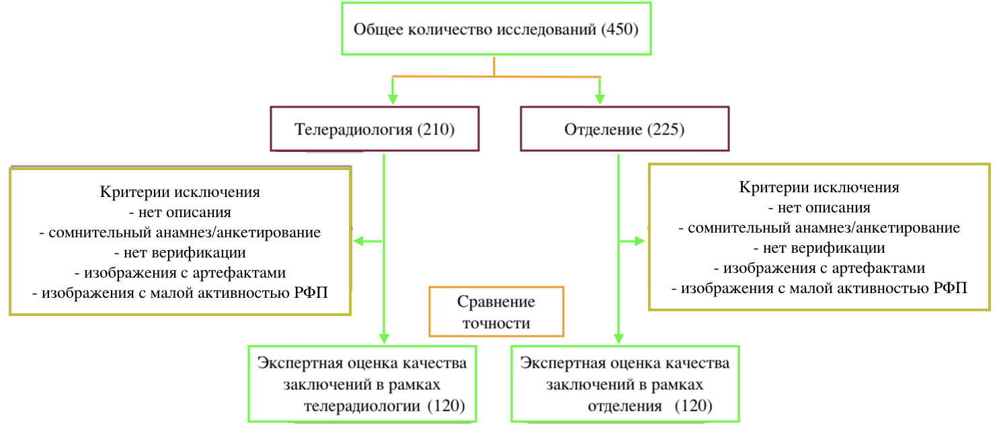 Общее количество исследований (450)
Телерадиология (210)
Отделение (225)
Критерии исключения
- нет описания
- сомнительный анамнез/анкетирование
- нет верификации
- изображения с артефактами
- изображения с малой активностью РФП
Критерии исключения
- нет описания
- сомнительный анамнез/анкетирование
- нет верификации
- изображения с артефактами
- изображения с малой активностью РФП
Сравнение
точности
Экспертная оценка качества
заключений в рамках
телерадиологии (120)
Экспертная оценка качества
заключений в рамках
отделения (120)